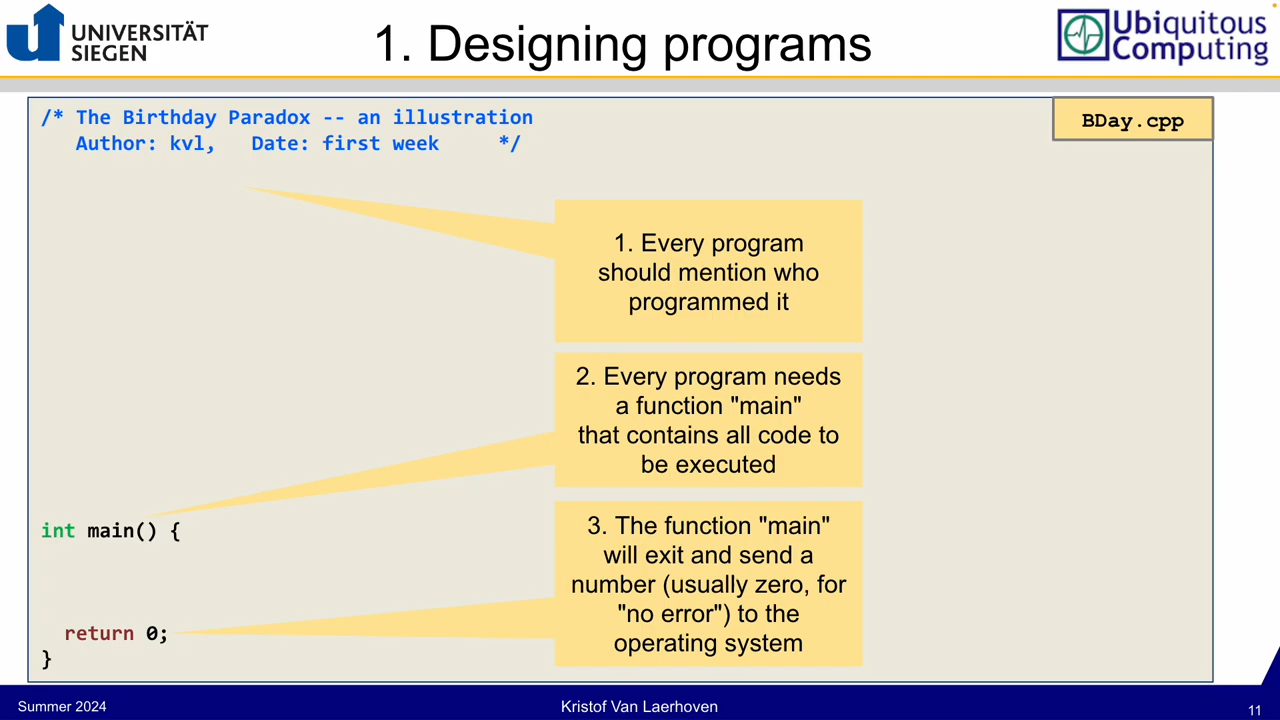 UNIVERSITÄT
SIEGEN
1. Designing programs
Ubiquitous
Computing
/* The Birthday Paradox -- an illustration
Author: kvl,   Date: first week     */
BDay.cpp
1. Every program
should mention who
programmed it
2. Every program needs
a function "main"
that contains all code to
be executed
int main() {
3. The function "main"
will exit and send a
number (usually zero, for
"no error") to the
operating system
return 0;
}
Summer 2024
Kristof Van Laerhoven
11